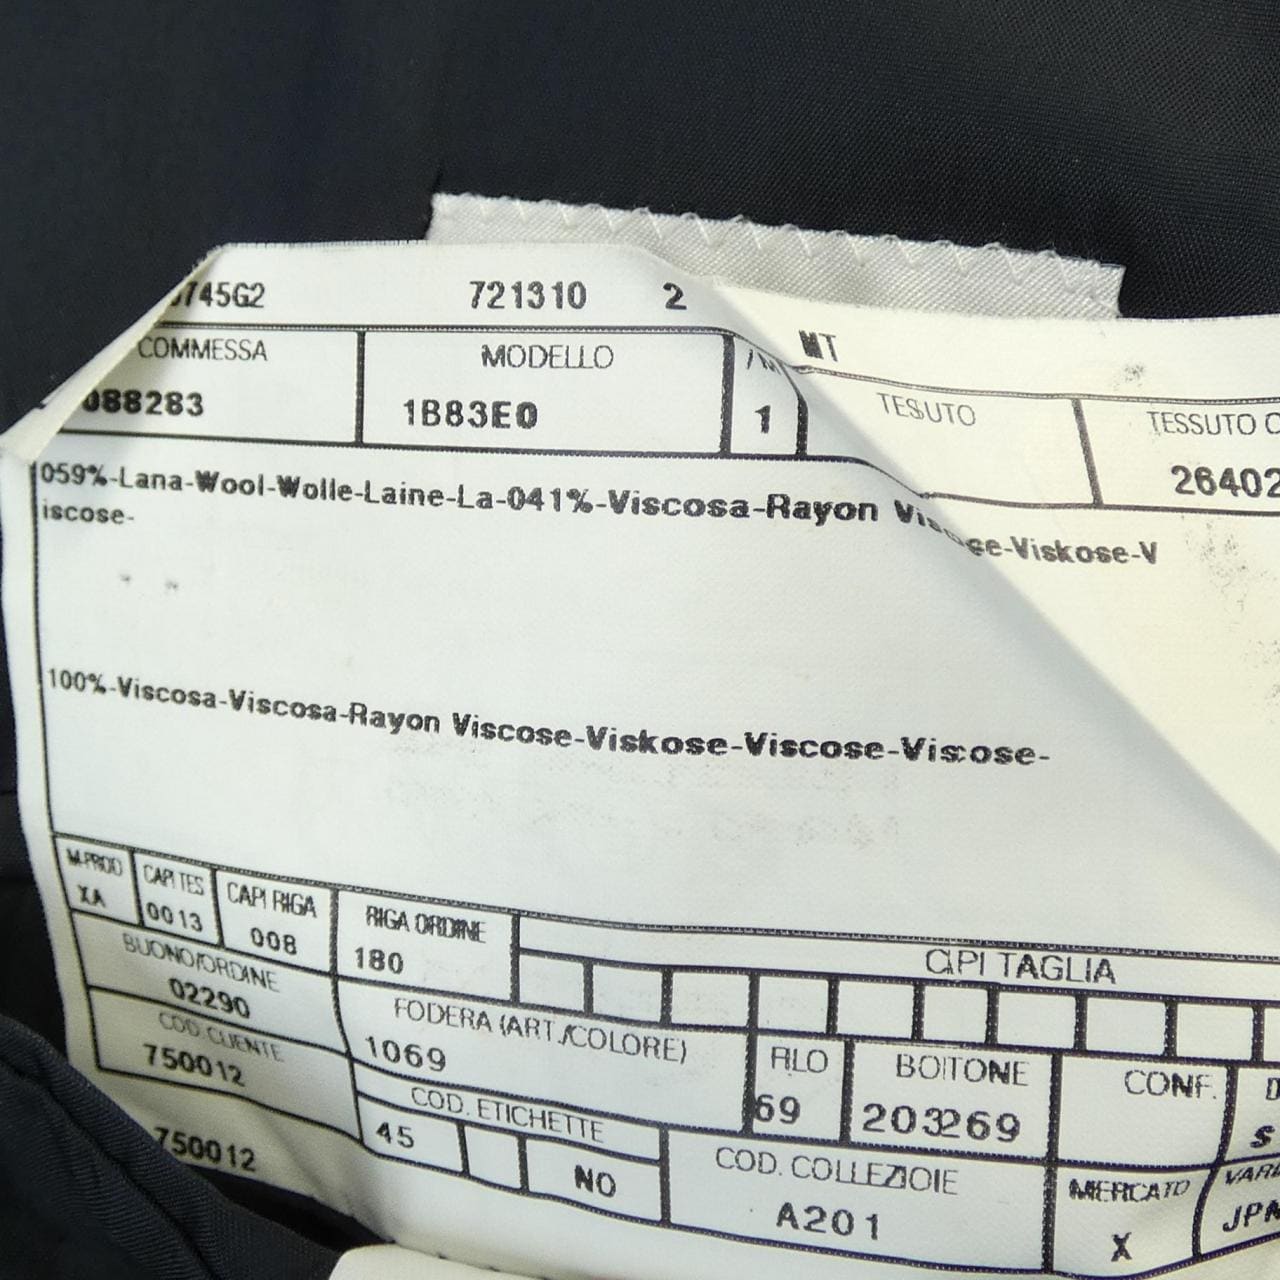 745G2 721310 2 MT
COMMESSA MODELLO TESUTO TESSUTO C
088283 1B83E0 1 26402
059%-Lana-Wool-Wolle-Laine-La-041%-Viscosa-Rayon Viscose-Viskose-V
iscose-
100%-Viscosa-Viscosa-Rayon Viscose-Viskose-Viscose-Viscose-
M-PROD CAPI TES CAPI RIGA RIGA ORDINE CAPI TAGLIA
XA 0013 008 180
BUONO/ORDINE FODERA (ART./COLORE) FILO BOTTONE CONF. D
02290 1069 69 203269 S
COD. CLIENTE COD. ETICHETTE COD. COLLEZIOIE MERCATO VARI
750012 45 NO A201 X JPN
750012